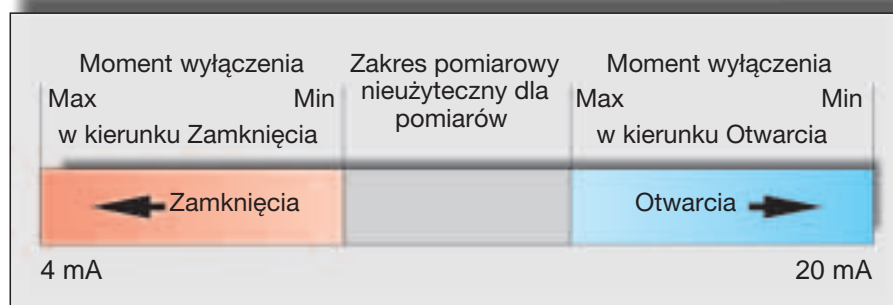 Moment wyłączenia
Max Min
w kierunku Zamknięcia
Zakres pomiarowy
nieużyteczny dla
pomiarów
Moment wyłączenia
Max Min
w kierunku Otwarcia
Zamknięcia
Otwarcia
4 mA
20 mA